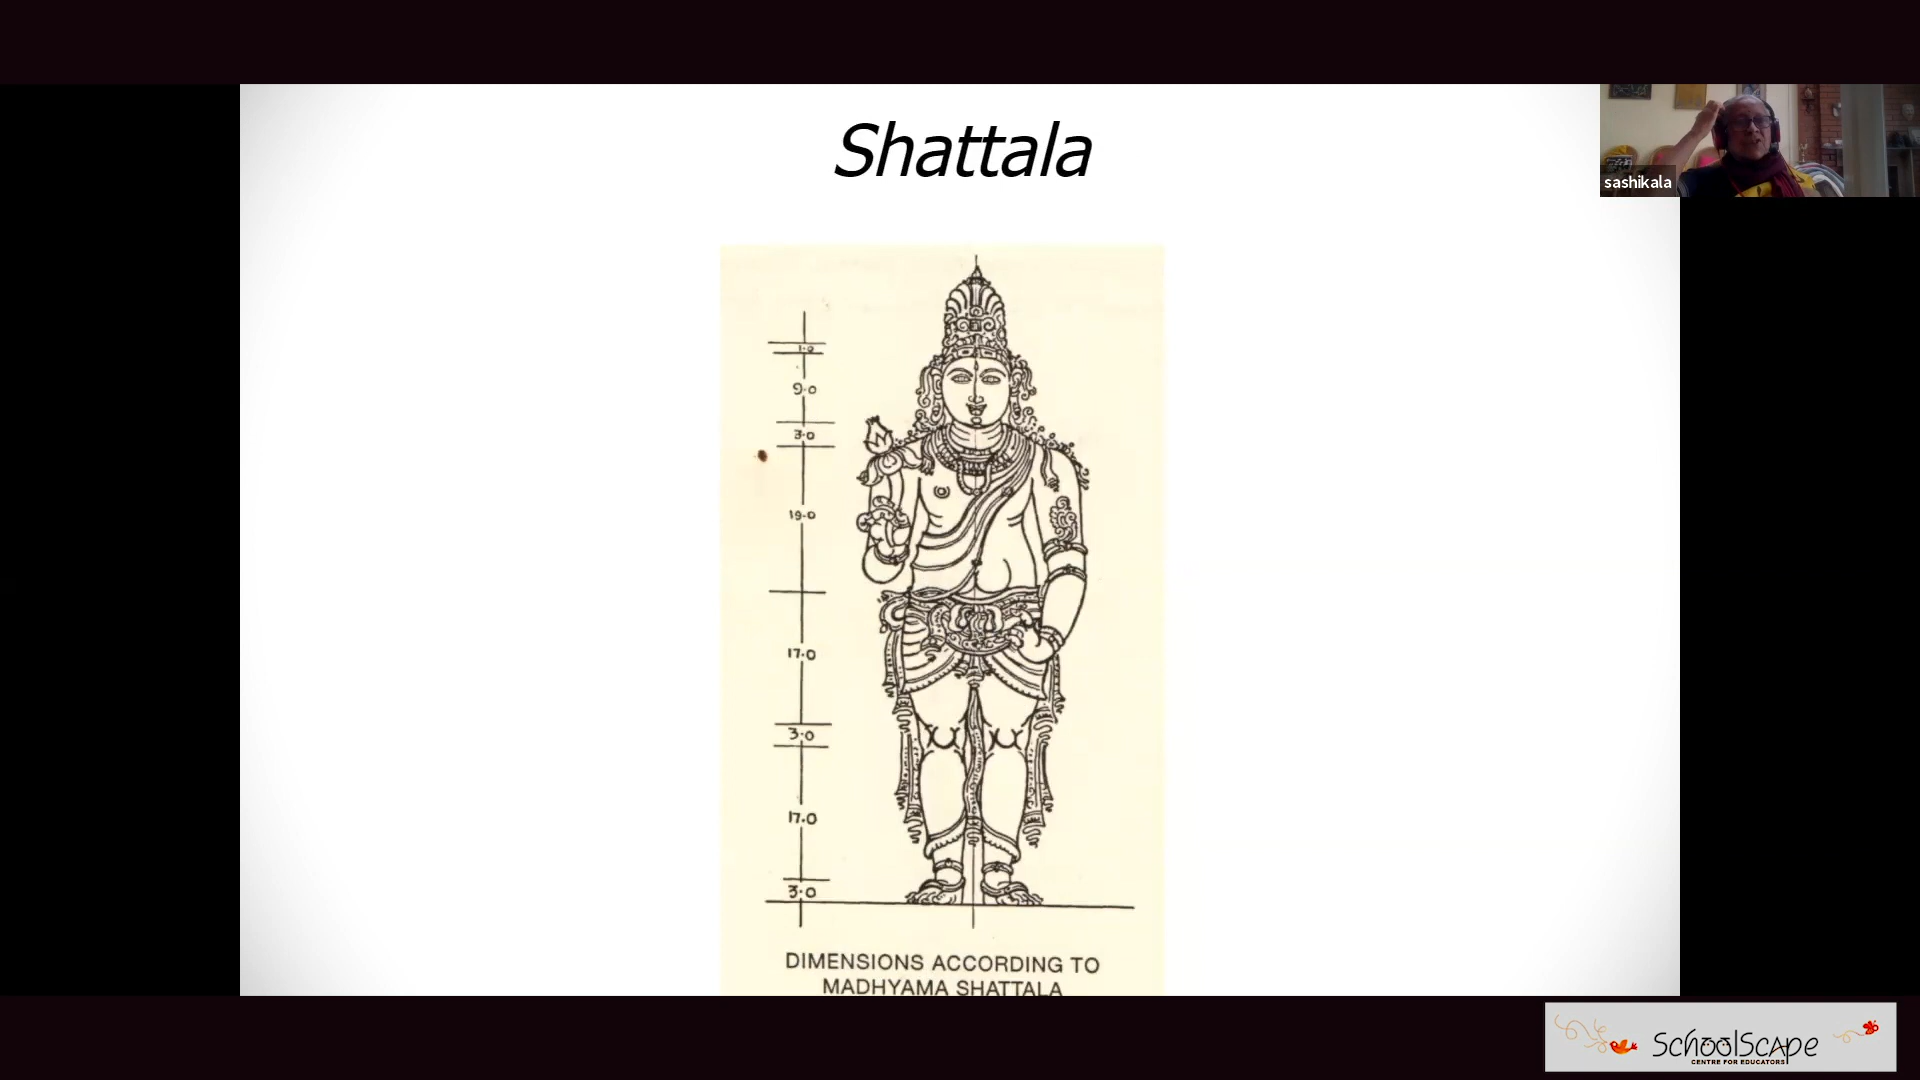 Shattala
sashikala
1.0
9.0
3.0
19.0
17.0
3.0
17.0
3.0
DIMENSIONS ACCORDING TO
MADHYAMA SHATTALA
SchoolScape
CENTRE FOR EDUCATORS